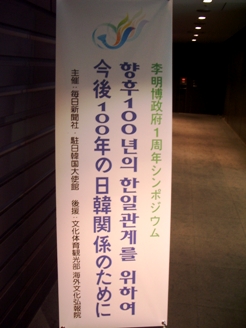 李明博政府1周年シンポジウム
향후 100년의 한일관계를 위하여
今後100年の日韓関係のために
主催：毎日新聞社・駐日韓国大使館　後援：文化体育観光部 海外文化弘報院